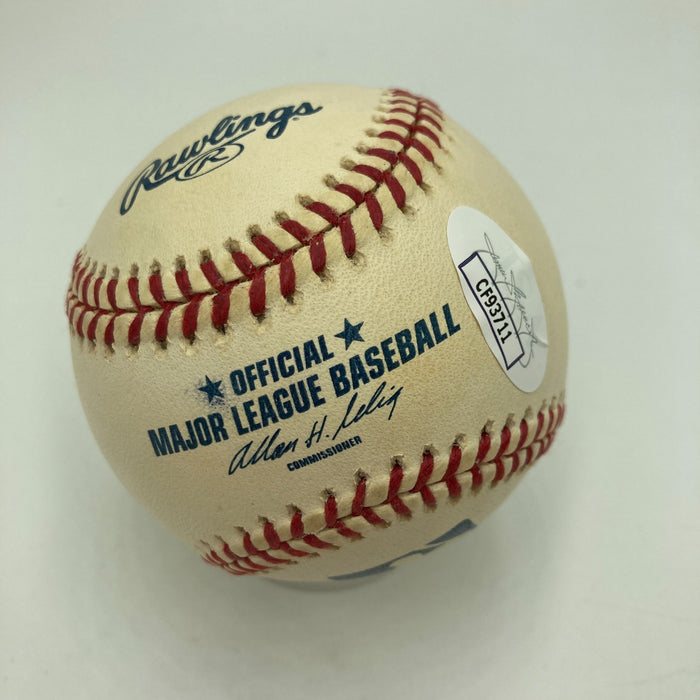 Rawlings
R
★ OFFICIAL ★
MAJOR LEAGUE BASEBALL
Allan H. Selig
COMMISSIONER
CF93711